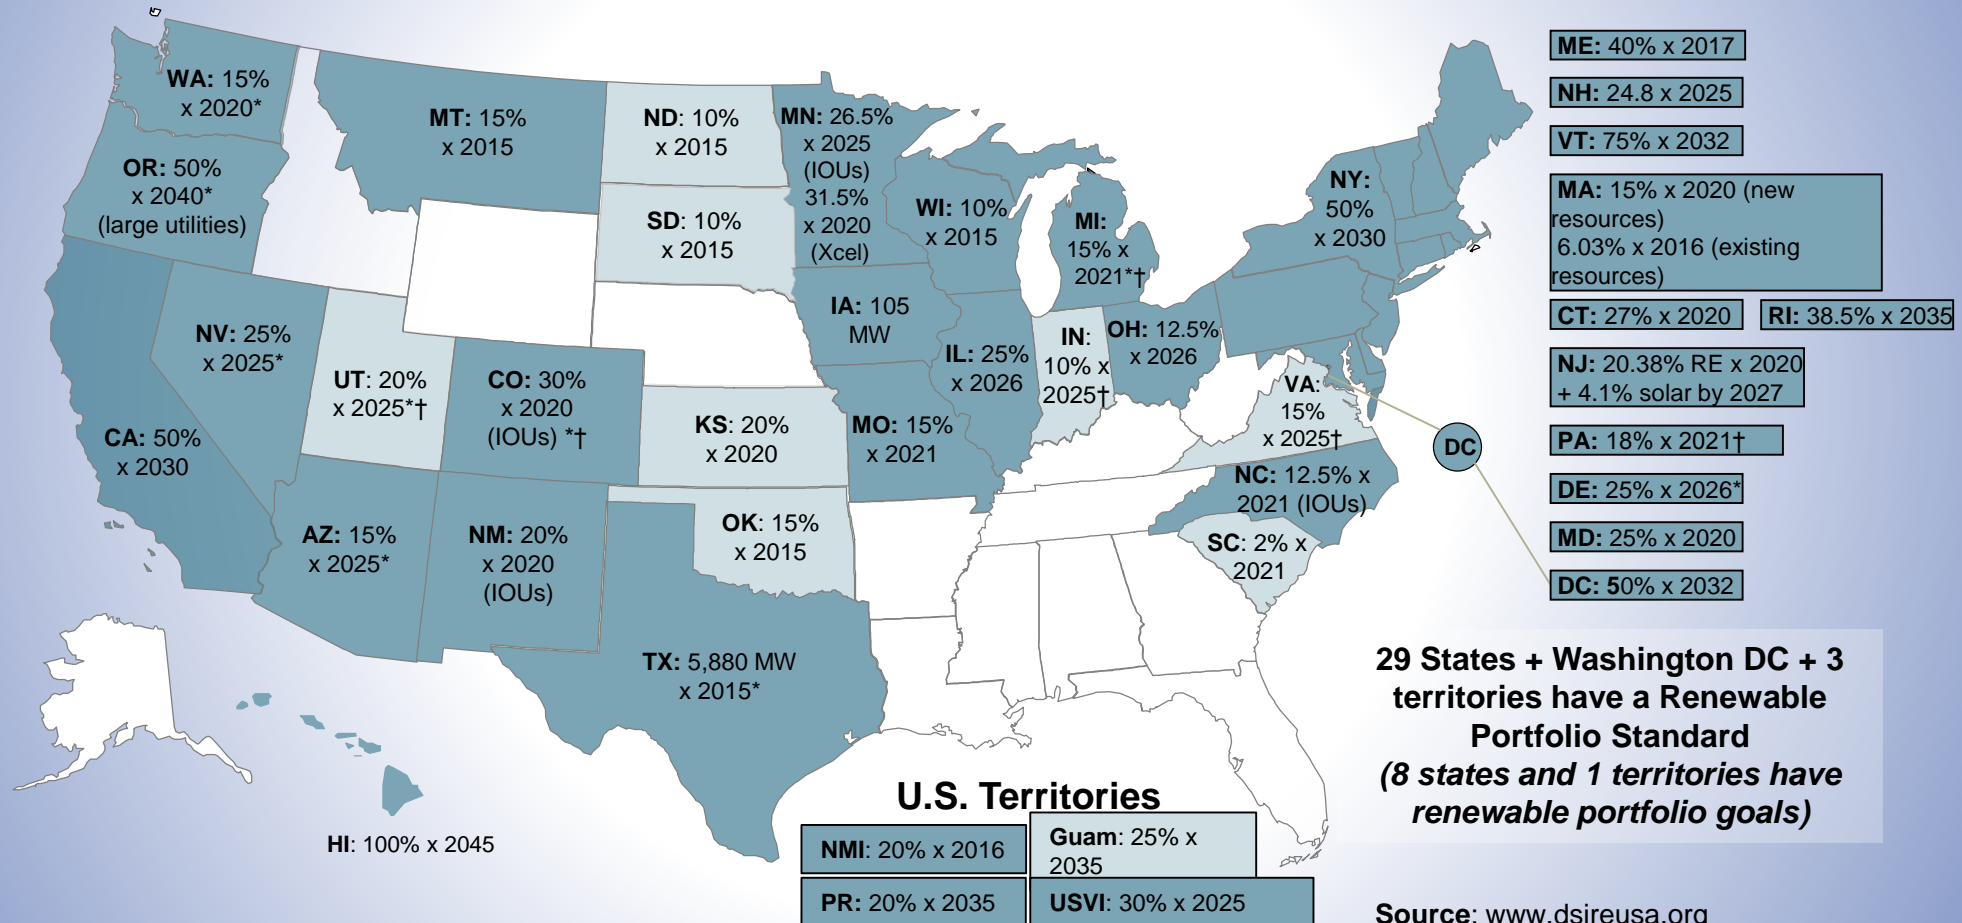 WA: 15%
x 2020*
OR: 50%
x 2040*
(large utilities)
MT: 15%
x 2015
ND: 10%
x 2015
SD: 10%
x 2015
MN: 26.5%
x 2025
(IOUs)
31.5%
x 2020
(Xcel)
WI: 10%
x 2015
MI:
15% x
2021*†
NY:
50%
x 2030
CA: 50%
x 2030
NV: 25%
x 2025*
UT: 20%
x 2025*†
CO: 30%
x 2020
(IOUs) *†
KS: 20%
x 2020
IA: 105
MW
MO: 15%
x 2021
IL: 25%
x 2026
IN:
10% x
2025†
OH: 12.5%
x 2026
VA:
15%
x 2025†
DC
AZ: 15%
x 2025*
NM: 20%
x 2020
(IOUs)
OK: 15%
x 2015
TX: 5,880 MW
x 2015*
NC: 12.5% x
2021 (IOUs)
SC: 2% x
2021
HI: 100% x 2045
ME: 40% x 2017
NH: 24.8 x 2025
VT: 75% x 2032
MA: 15% x 2020 (new
resources)
6.03% x 2016 (existing
resources)
CT: 27% x 2020
RI: 38.5% x 2035
NJ: 20.38% RE x 2020
+ 4.1% solar by 2027
PA: 18% x 2021†
DE: 25% x 2026*
MD: 25% x 2020
DC: 50% x 2032
29 States + Washington DC + 3
territories have a Renewable
Portfolio Standard
(8 states and 1 territories have
renewable portfolio goals)
U.S. Territories
NMI: 20% x 2016
Guam: 25% x
2035
PR: 20% x 2035
USVI: 30% x 2025
Source: www.dsireusa.org